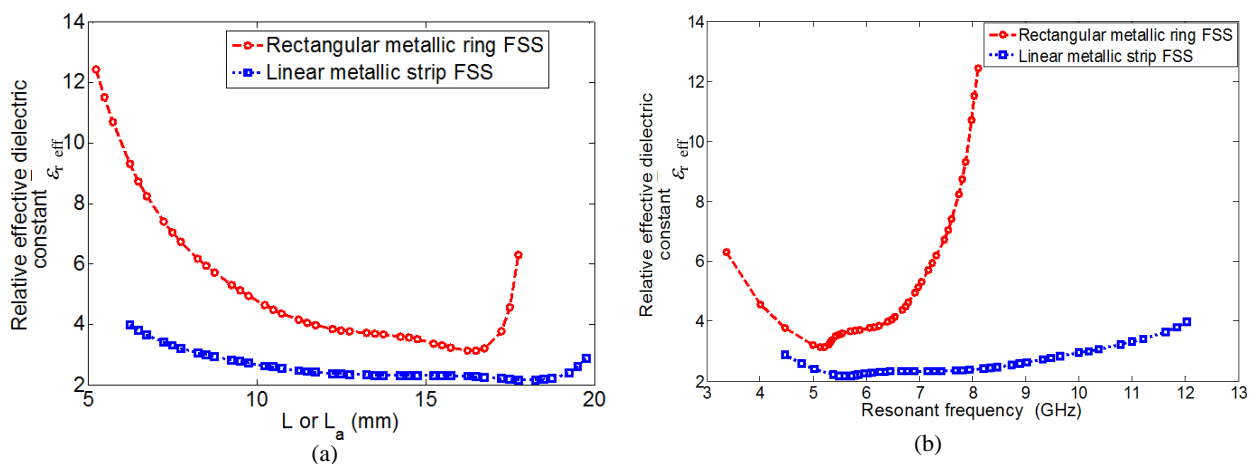 14
12
10
8
6
4
2
5
10
15
20
Relative effective dielectric
constant ε̅r eff
L or La (mm)
Rectangular metallic ring FSS
Linear metallic strip FSS
(a)
14
12
10
8
6
4
2
3
4
5
6
7
8
9
10
11
12
13
Relative effective dielectric
constant ε̅r eff
Resonant frequency (GHz)
Rectangular metallic ring FSS
Linear metallic strip FSS
(b)